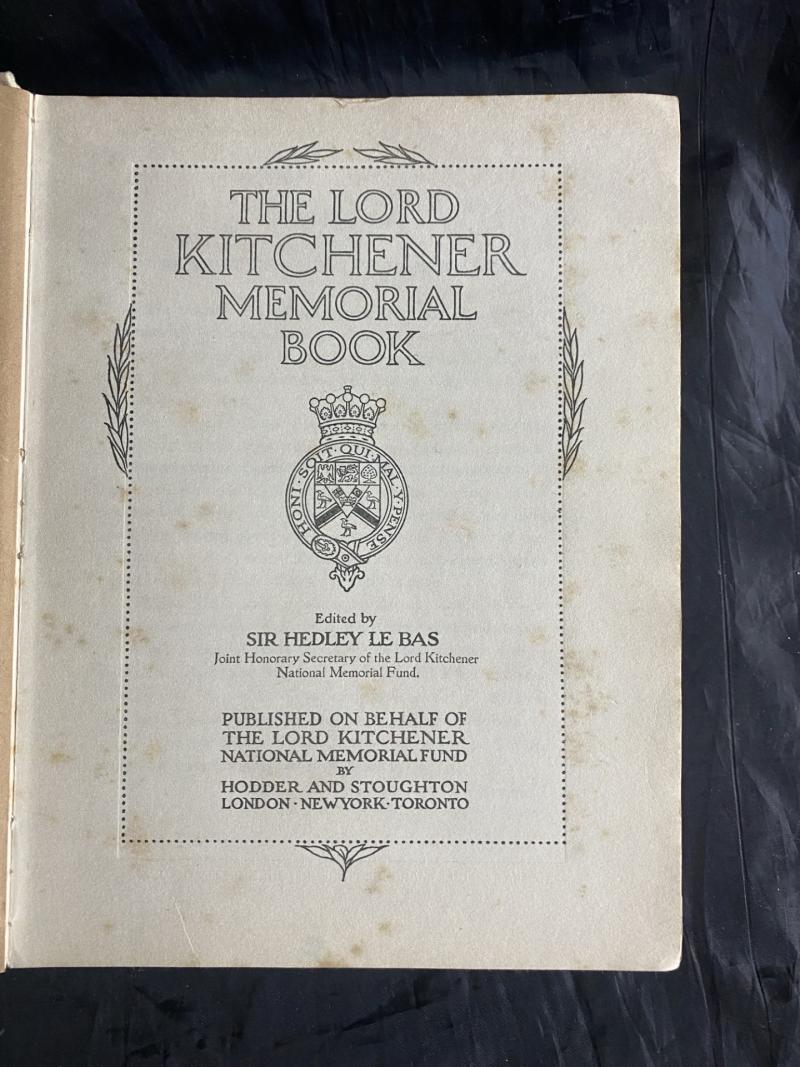 THE LORD
KITCHENER
MEMORIAL
BOOK
HONI · SOIT · QUI · MAL · Y · PENSE
Edited by
SIR HEDLEY LE BAS
Joint Honorary Secretary of the Lord Kitchener
National Memorial Fund.
PUBLISHED ON BEHALF OF
THE LORD KITCHENER
NATIONAL MEMORIAL FUND
BY
HODDER AND STOUGHTON
LONDON · NEW YORK · TORONTO